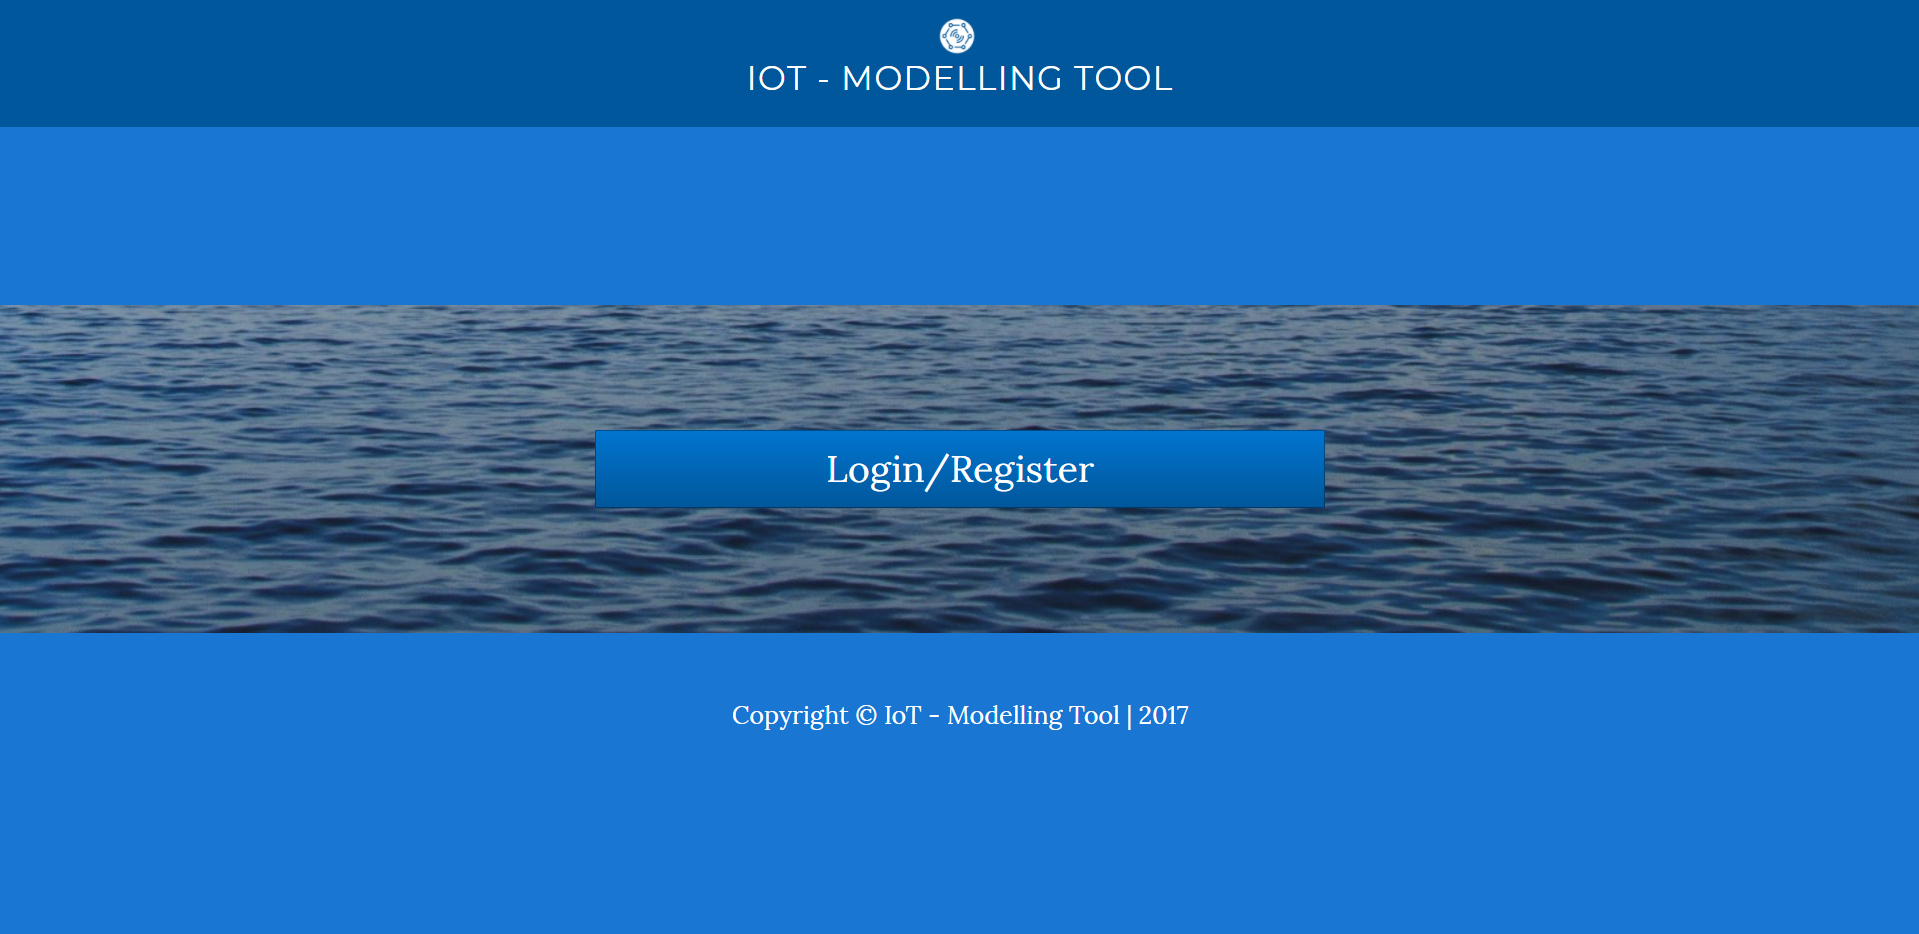 IOT - MODELLING TOOL
Login/Register
Copyright © IoT - Modelling Tool | 2017